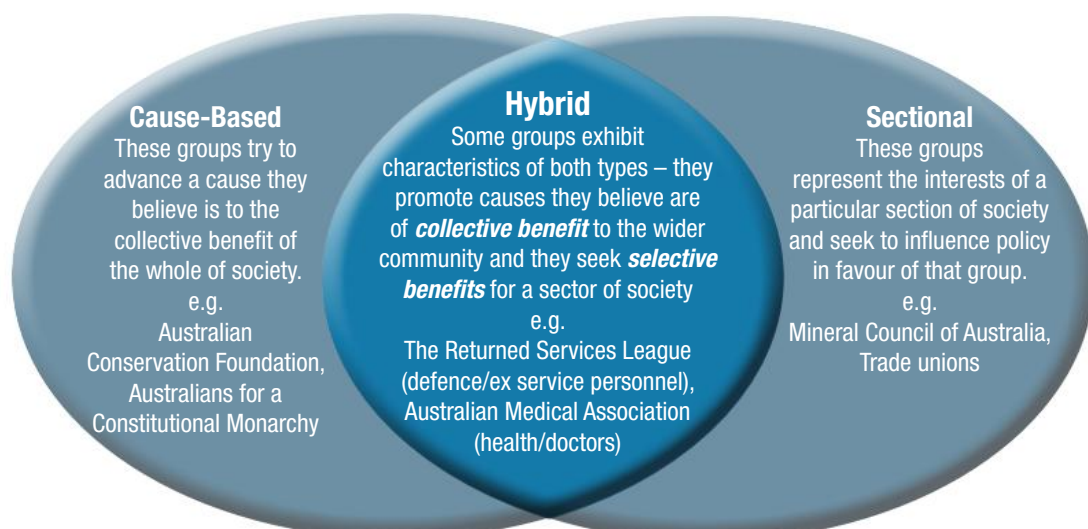 Cause-Based
These groups try to
advance a cause they
believe is to the
collective benefit of
the whole of society.
e.g.
Australian
Conservation Foundation,
Australians for a
Constitutional Monarchy
Hybrid
Some groups exhibit
characteristics of both types – they
promote causes they believe are
of collective benefit to the wider
community and they seek selective
benefits for a sector of society
e.g.
The Returned Services League
(defence/ex service personnel),
Australian Medical Association
(health/doctors)
Sectional
These groups
represent the interests of a
particular section of society
and seek to influence policy
in favour of that group.
e.g.
Mineral Council of Australia,
Trade unions